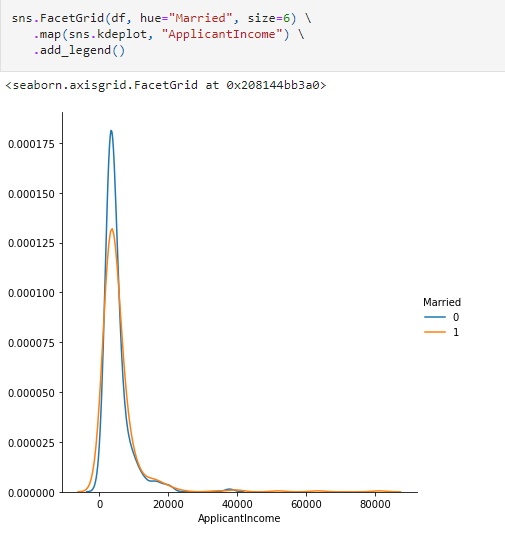 sns.FacetGrid(df, hue="Married", size=6) \
.map(sns.kdeplot, "ApplicantIncome") \
.add_legend()
<seaborn.axisgrid.FacetGrid at 0x208144bb3a0>
0.000175
0.000150
0.000125
0.000100
0.000075
0.000050
0.000025
0.000000
0 20000 40000 60000 80000
ApplicantIncome
Married
0
1